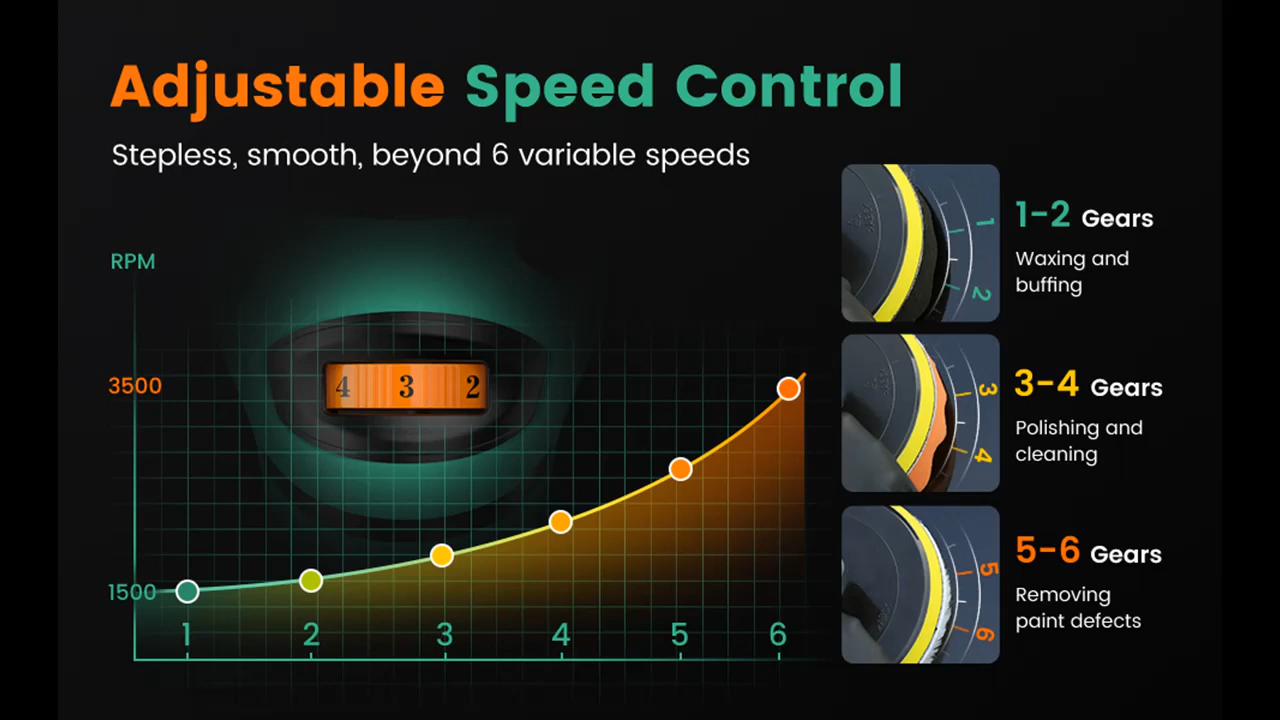 Adjustable Speed Control
Stepless, smooth, beyond 6 variable speeds
RPM
3500
1500
4 3 2
1 2 3 4 5 6
1
2
1-2 Gears
Waxing and
buffing
3
4
3-4 Gears
Polishing and
cleaning
5
6
5-6 Gears
Removing
paint defects